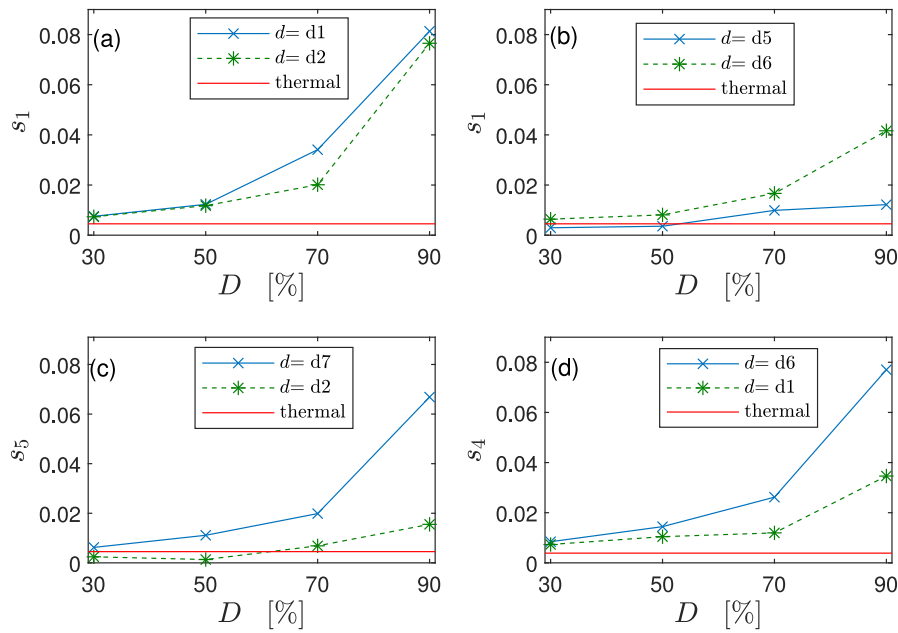 (a)
d= d1
d= d2
thermal
s1
0.08
0.06
0.04
0.02
0
30 50 70 90
D [%]
(b)
d= d5
d= d6
thermal
s1
0.08
0.06
0.04
0.02
0
30 50 70 90
D [%]
(c)
d= d7
d= d2
thermal
s5
0.08
0.06
0.04
0.02
0
30 50 70 90
D [%]
(d)
d= d6
d= d1
thermal
s4
0.08
0.06
0.04
0.02
0
30 50 70 90
D [%]